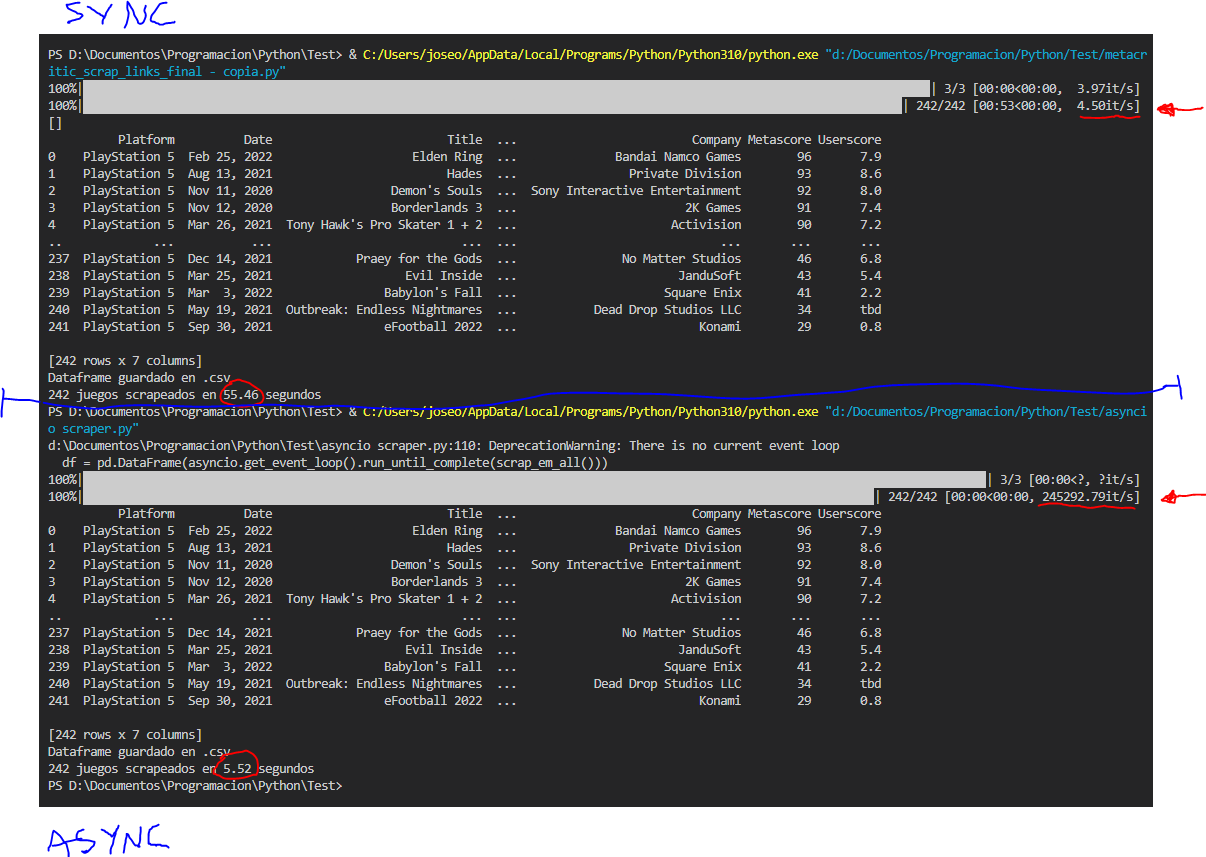 SYNC
PS D:\Documentos\Programacion\Python\Test> & C:/Users/joseo/AppData/Local/Programs/Python/Python310/python.exe "d:/Documentos/Programacion/Python/Test/metacr
itic_scrap_links_final - copia.py"
100%| | 3/3 [00:00<00:00, 3.97it/s]
100%| | 242/242 [00:53<00:00, 4.50it/s]
[]
Platform Date Title ... Company Metascore Userscore
0 PlayStation 5 Feb 25, 2022 Elden Ring ... Bandai Namco Games 96 7.9
1 PlayStation 5 Aug 13, 2021 Hades ... Private Division 93 8.6
2 PlayStation 5 Nov 11, 2020 Demon's Souls ... Sony Interactive Entertainment 92 8.0
3 PlayStation 5 Nov 12, 2020 Borderlands 3 ... 2K Games 91 7.4
4 PlayStation 5 Mar 26, 2021 Tony Hawk's Pro Skater 1 + 2 ... Activision 90 7.2
.. ... ... ... ... ... ... ...
237 PlayStation 5 Dec 14, 2021 Praey for the Gods ... No Matter Studios 46 6.8
238 PlayStation 5 Mar 25, 2021 Evil Inside ... JanduSoft 43 5.4
239 PlayStation 5 Mar 3, 2022 Babylon's Fall ... Square Enix 41 2.2
240 PlayStation 5 May 19, 2021 Outbreak: Endless Nightmares ... Dead Drop Studios LLC 34 tbd
241 PlayStation 5 Sep 30, 2021 eFootball 2022 ... Konami 29 0.8
[242 rows x 7 columns]
Dataframe guardado en .csv
242 juegos scrapeados en 55.46 segundos
PS D:\Documentos\Programacion\Python\Test> & C:/Users/joseo/AppData/Local/Programs/Python/Python310/python.exe "d:/Documentos/Programacion/Python/Test/asynci
o scraper.py"
d:\Documentos\Programacion\Python\Test\asyncio scraper.py:110: DeprecationWarning: There is no current event loop
df = pd.DataFrame(asyncio.get_event_loop().run_until_complete(scrap_em_all()))
100%| | 3/3 [00:00<?, ?it/s]
100%| | 242/242 [00:00<00:00, 245292.79it/s]
Platform Date Title ... Company Metascore Userscore
0 PlayStation 5 Feb 25, 2022 Elden Ring ... Bandai Namco Games 96 7.9
1 PlayStation 5 Aug 13, 2021 Hades ... Private Division 93 8.6
2 PlayStation 5 Nov 11, 2020 Demon's Souls ... Sony Interactive Entertainment 92 8.0
3 PlayStation 5 Nov 12, 2020 Borderlands 3 ... 2K Games 91 7.4
4 PlayStation 5 Mar 26, 2021 Tony Hawk's Pro Skater 1 + 2 ... Activision 90 7.2
.. ... ... ... ... ... ... ...
237 PlayStation 5 Dec 14, 2021 Praey for the Gods ... No Matter Studios 46 6.8
238 PlayStation 5 Mar 25, 2021 Evil Inside ... JanduSoft 43 5.4
239 PlayStation 5 Mar 3, 2022 Babylon's Fall ... Square Enix 41 2.2
240 PlayStation 5 May 19, 2021 Outbreak: Endless Nightmares ... Dead Drop Studios LLC 34 tbd
241 PlayStation 5 Sep 30, 2021 eFootball 2022 ... Konami 29 0.8
[242 rows x 7 columns]
Dataframe guardado en .csv
242 juegos scrapeados en 5.52 segundos
PS D:\Documentos\Programacion\Python\Test>
ASYNC